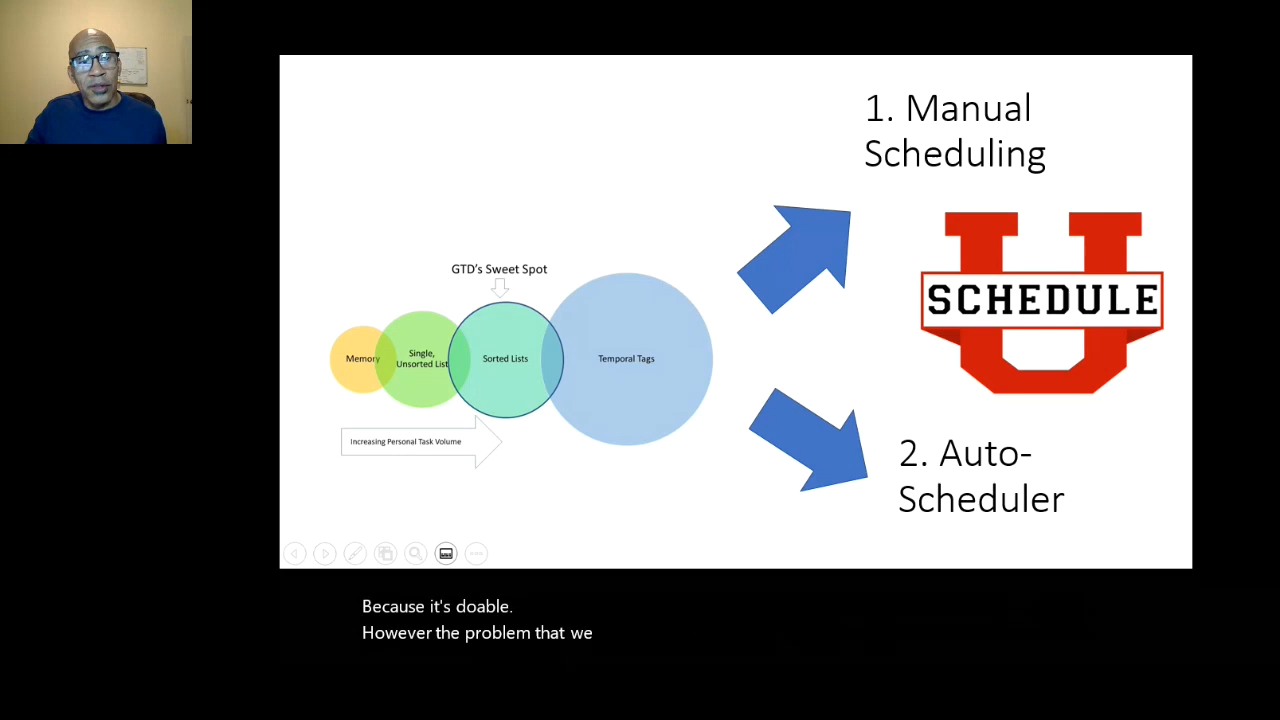 1. Manual
Scheduling
SCHEDULE
GTD's Sweet Spot
Memory
Single,
Unsorted List
Sorted Lists
Temporal Tags
Increasing Personal Task Volume
2. Auto-
Scheduler
Because it's doable.
However the problem that we